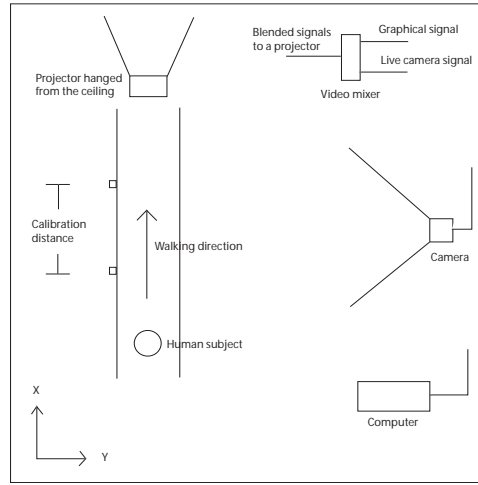 Blended signals
to a projector
Graphical signal
Live camera signal
Video mixer
Projector hanged
from the ceiling
Calibration
distance
Walking direction
Camera
Human subject
X
Y
Computer